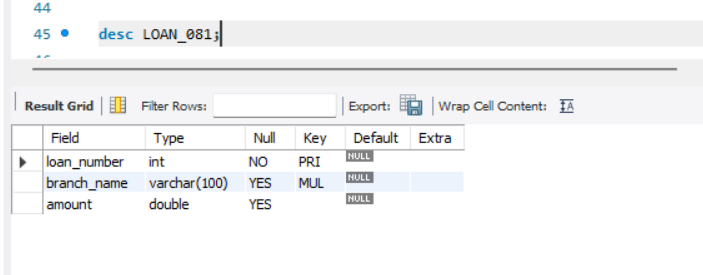 44
45 desc LOAN_081;
Result Grid Filter Rows: Export: Wrap Cell Content: IA
Field Type Null Key Default Extra
loan_number int NO PRI NULL
branch_name varchar(100) YES MUL NULL
amount double YES NULL